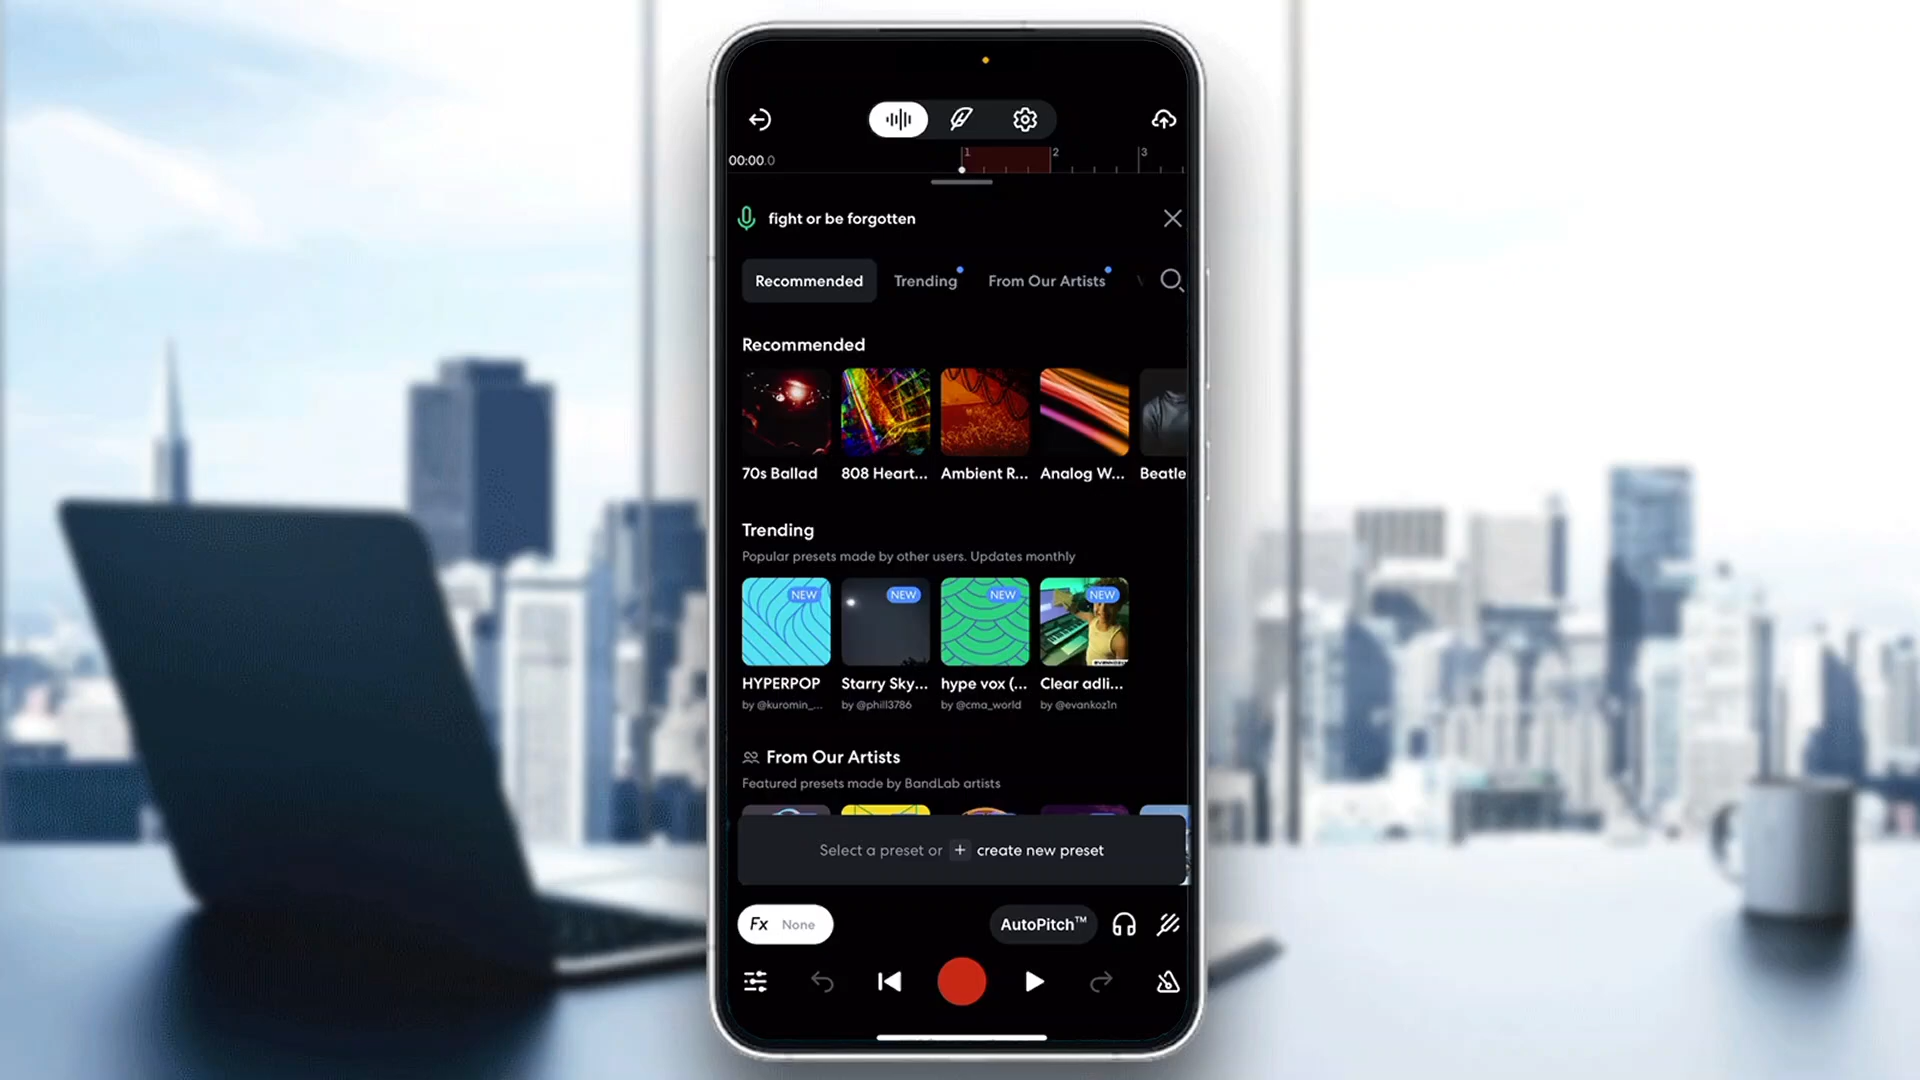 00:00.0
1
2
3
fight or be forgotten
Recommended
Trending
From Our Artists
Recommended
70s Ballad
808 Heart...
Ambient R...
Analog W...
Beatle
Trending
Popular presets made by other users. Updates monthly
NEW
NEW
NEW
NEW
HYPERPOP
Starry Sky...
hype vox (...
Clear adli...
by @kuromin_...
by @phill3786
by @cma_world
by @evankoz1n
From Our Artists
Featured presets made by BandLab artists
Select a preset or + create new preset
Fx None
AutoPitch™